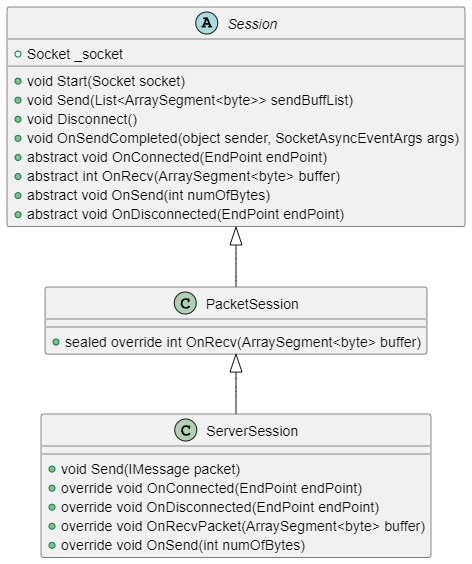 A Session
Socket _socket
void Start(Socket socket)
void Send(List<ArraySegment<byte>> sendBuffList)
void Disconnect()
void OnSendCompleted(object sender, SocketAsyncEventArgs args)
abstract void OnConnected(EndPoint endPoint)
abstract int OnRecv(ArraySegment<byte> buffer)
abstract void OnSend(int numOfBytes)
abstract void OnDisconnected(EndPoint endPoint)
C PacketSession
sealed override int OnRecv(ArraySegment<byte> buffer)
C ServerSession
void Send(IMessage packet)
override void OnConnected(EndPoint endPoint)
override void OnDisconnected(EndPoint endPoint)
override void OnRecvPacket(ArraySegment<byte> buffer)
override void OnSend(int numOfBytes)